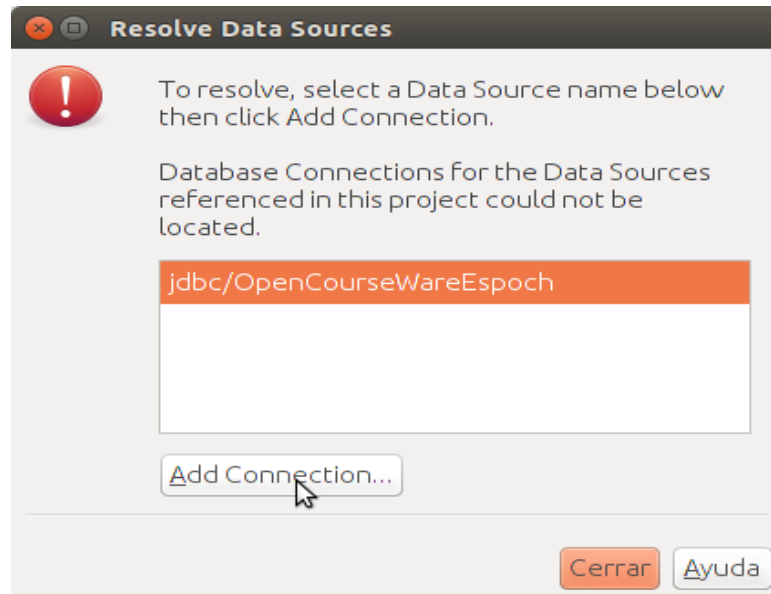 Resolve Data Sources
To resolve, select a Data Source name below
then click Add Connection.
Database Connections for the Data Sources
referenced in this project could not be
located.
jdbc/OpenCourseWareEspoch
Add Connection...
Cerrar Ayuda